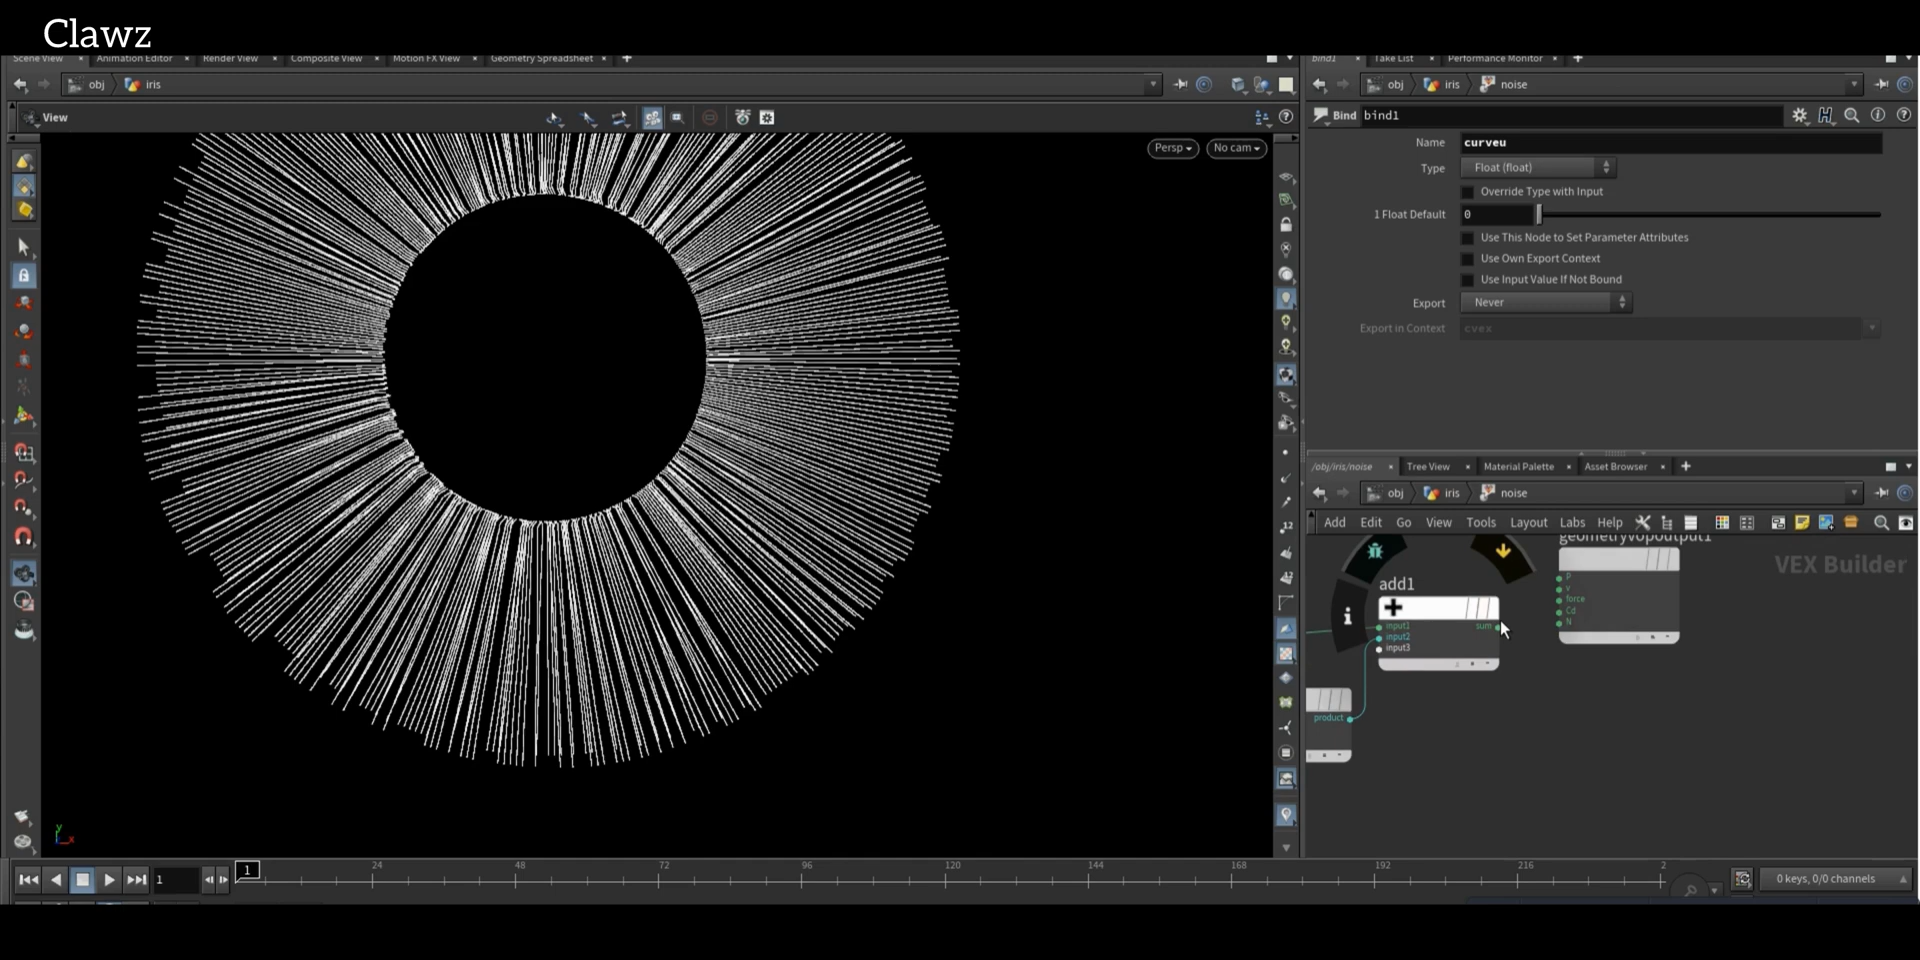 Clawz
Scene View Animation Editor Render View Composite View Motion FX View Geometry Spreadsheet
bind1 Take List Performance Monitor
obj iris
obj iris noise
View
Bind bind1
Persp No cam
Name curveu
Type Float (float)
Override Type with Input
1 Float Default 0
Use This Node to Set Parameter Attributes
Use Own Export Context
Use Input Value If Not Bound
Export Never
Export in Context cvex
/obj/iris/noise Tree View Material Palette Asset Browser
obj iris noise
Add Edit Go View Tools Layout Labs Help
geometryvopoutput1
VEX Builder
add1
input1 sum
input2
input3
P
v
force
Cd
N
product
1
1 24 48 72 96 120 144 168 192 216 2
0 keys, 0/0 channels